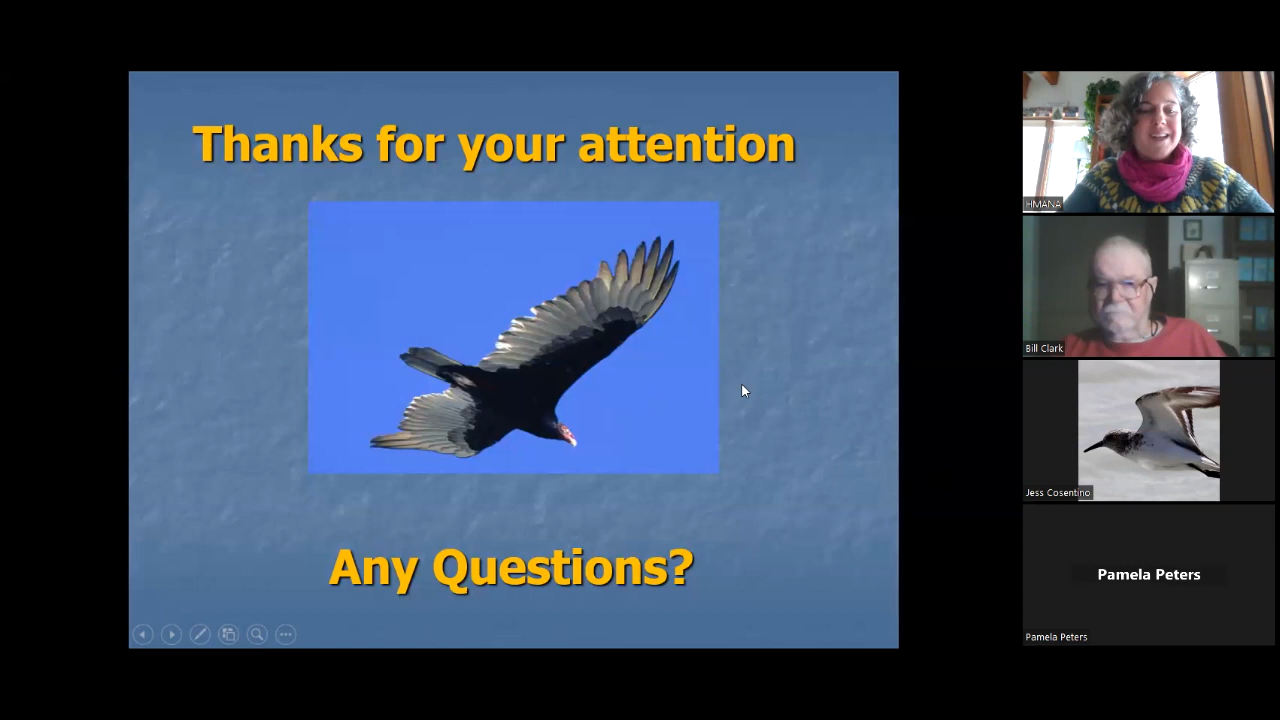 Thanks for your attention
Any Questions?
HMANA
Bill Clark
Jess Cosentino
Pamela Peters
Pamela Peters